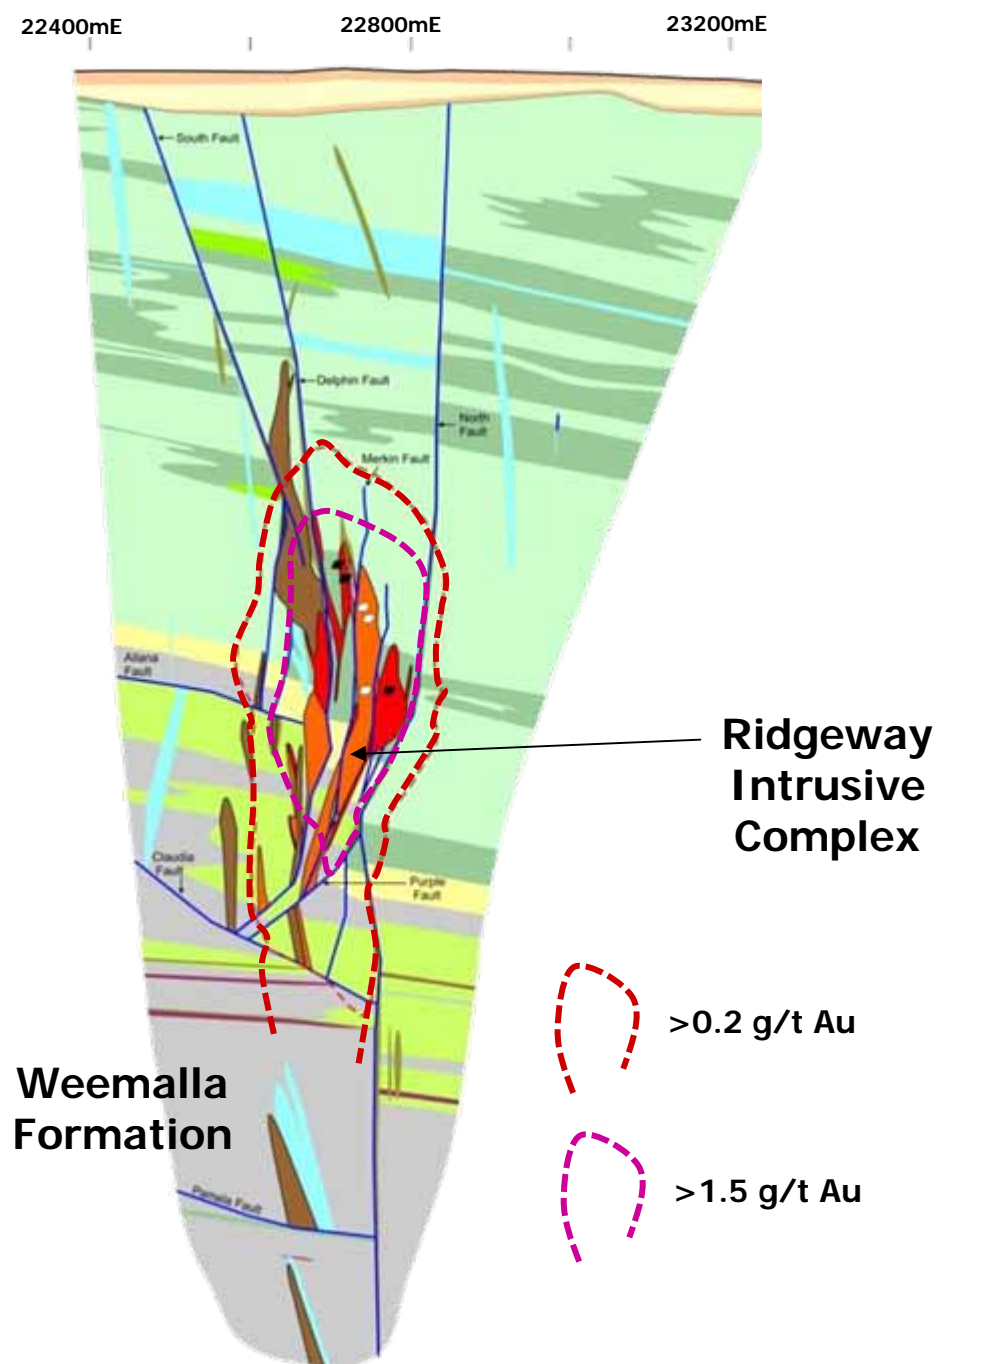 22400mE 22800mE 23200mE
South Fault
Delphin Fault
North
Fault
Merkin Fault
Aliana
Fault
Ridgeway
Intrusive
Complex
Claudia
Fault
Purple
Fault
>0.2 g/t Au
Weemalla
Formation
>1.5 g/t Au
Pamela Fault